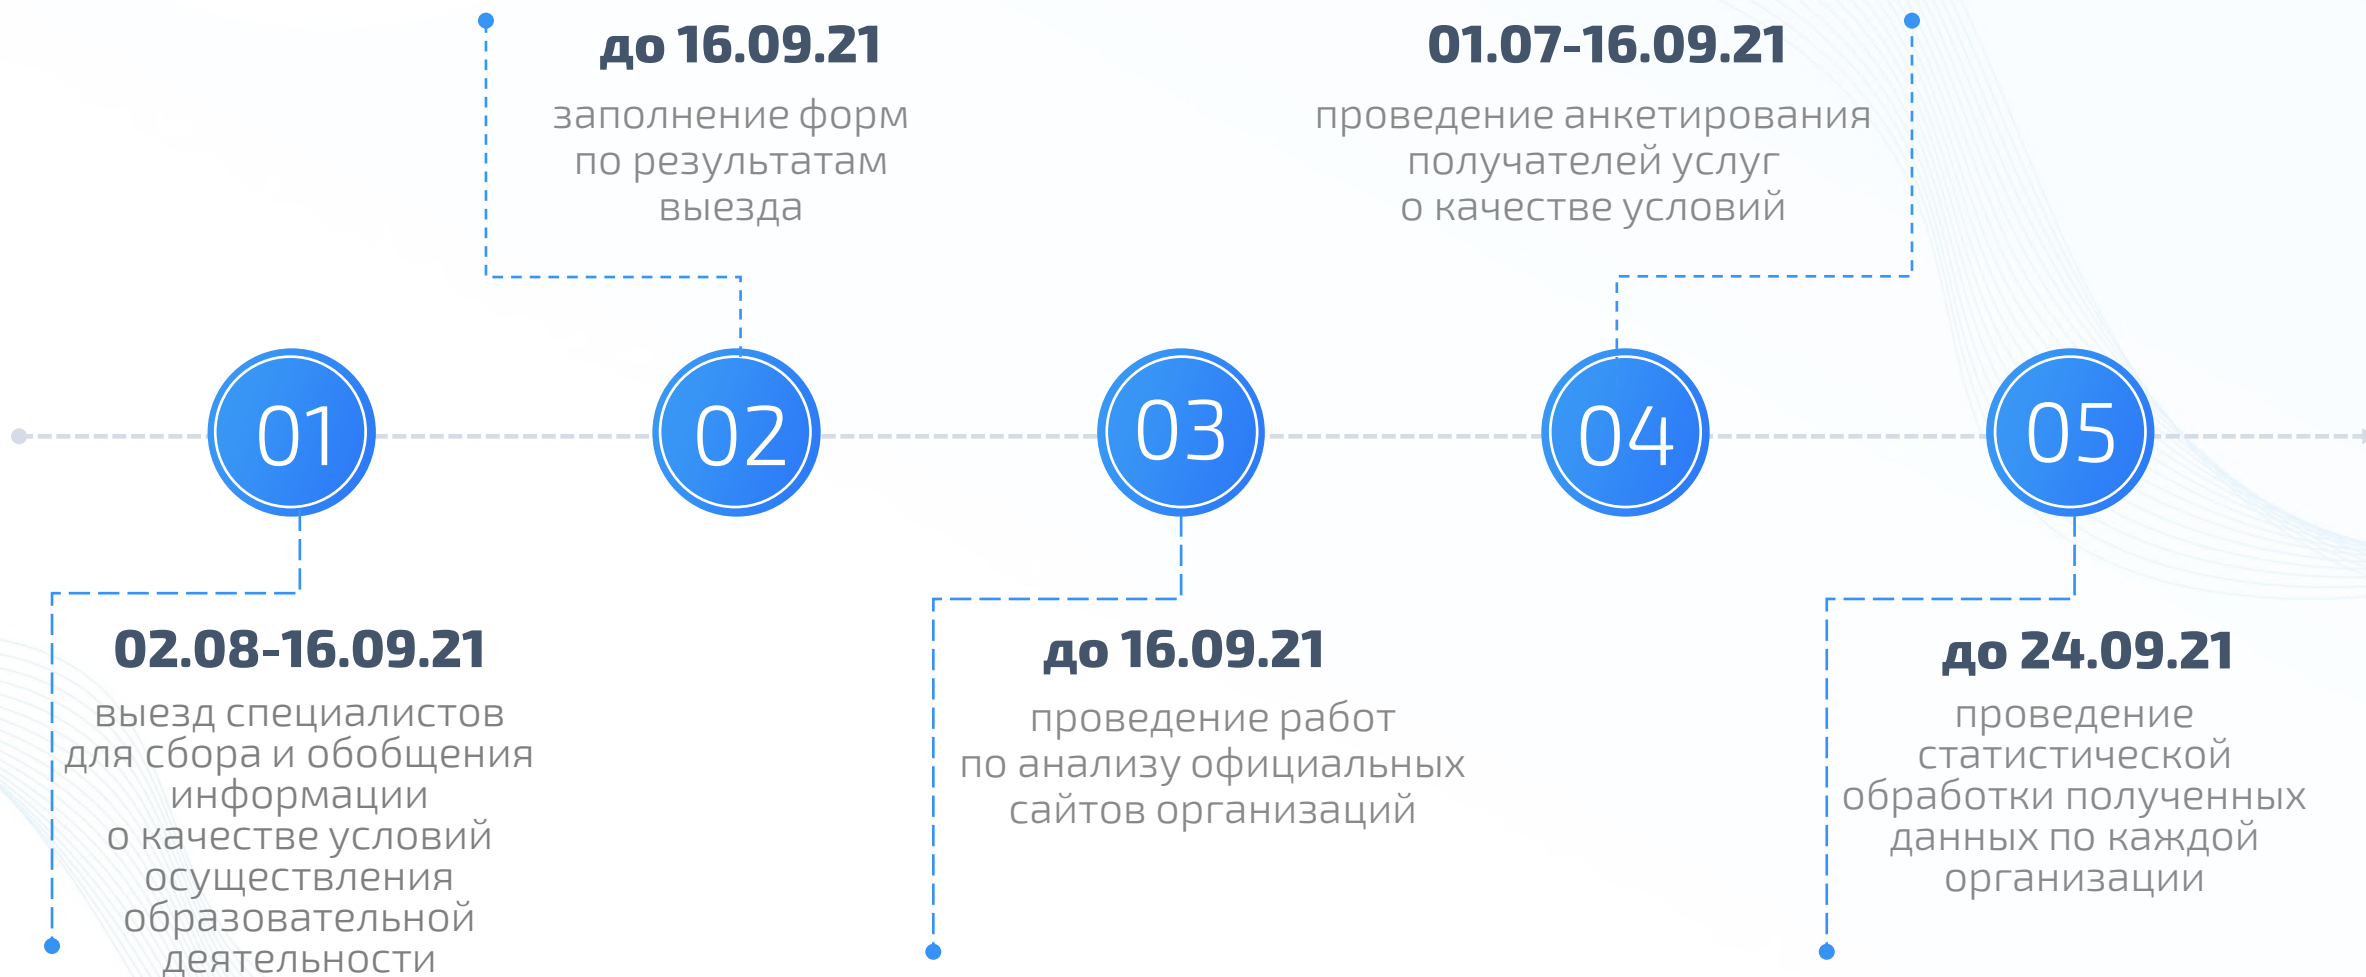 до 16.09.21
заполнение форм
по результатам
выезда
01.07-16.09.21
проведение анкетирования
получателей услуг
о качестве условий
01
02
03
04
05
02.08-16.09.21
выезд специалистов
для сбора и обобщения
информации
о качестве условий
осуществления
образовательной
деятельности
до 16.09.21
проведение работ
по анализу официальных
сайтов организаций
до 24.09.21
проведение
статистической
обработки полученных
данных по каждой
организации